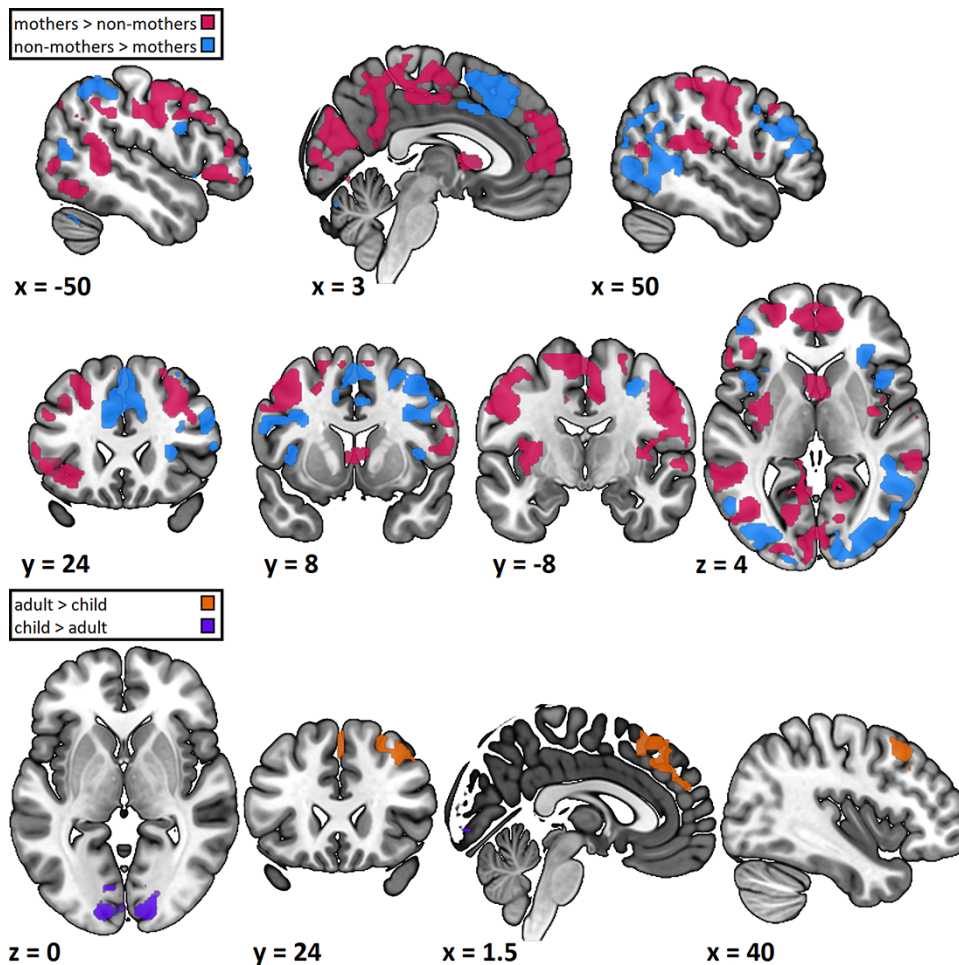 mothers > non-mothers
non-mothers > mothers
x = -50
x = 3
x = 50
y = 24
y = 8
y = -8
z = 4
adult > child
child > adult
z = 0
y = 24
x = 1.5
x = 40